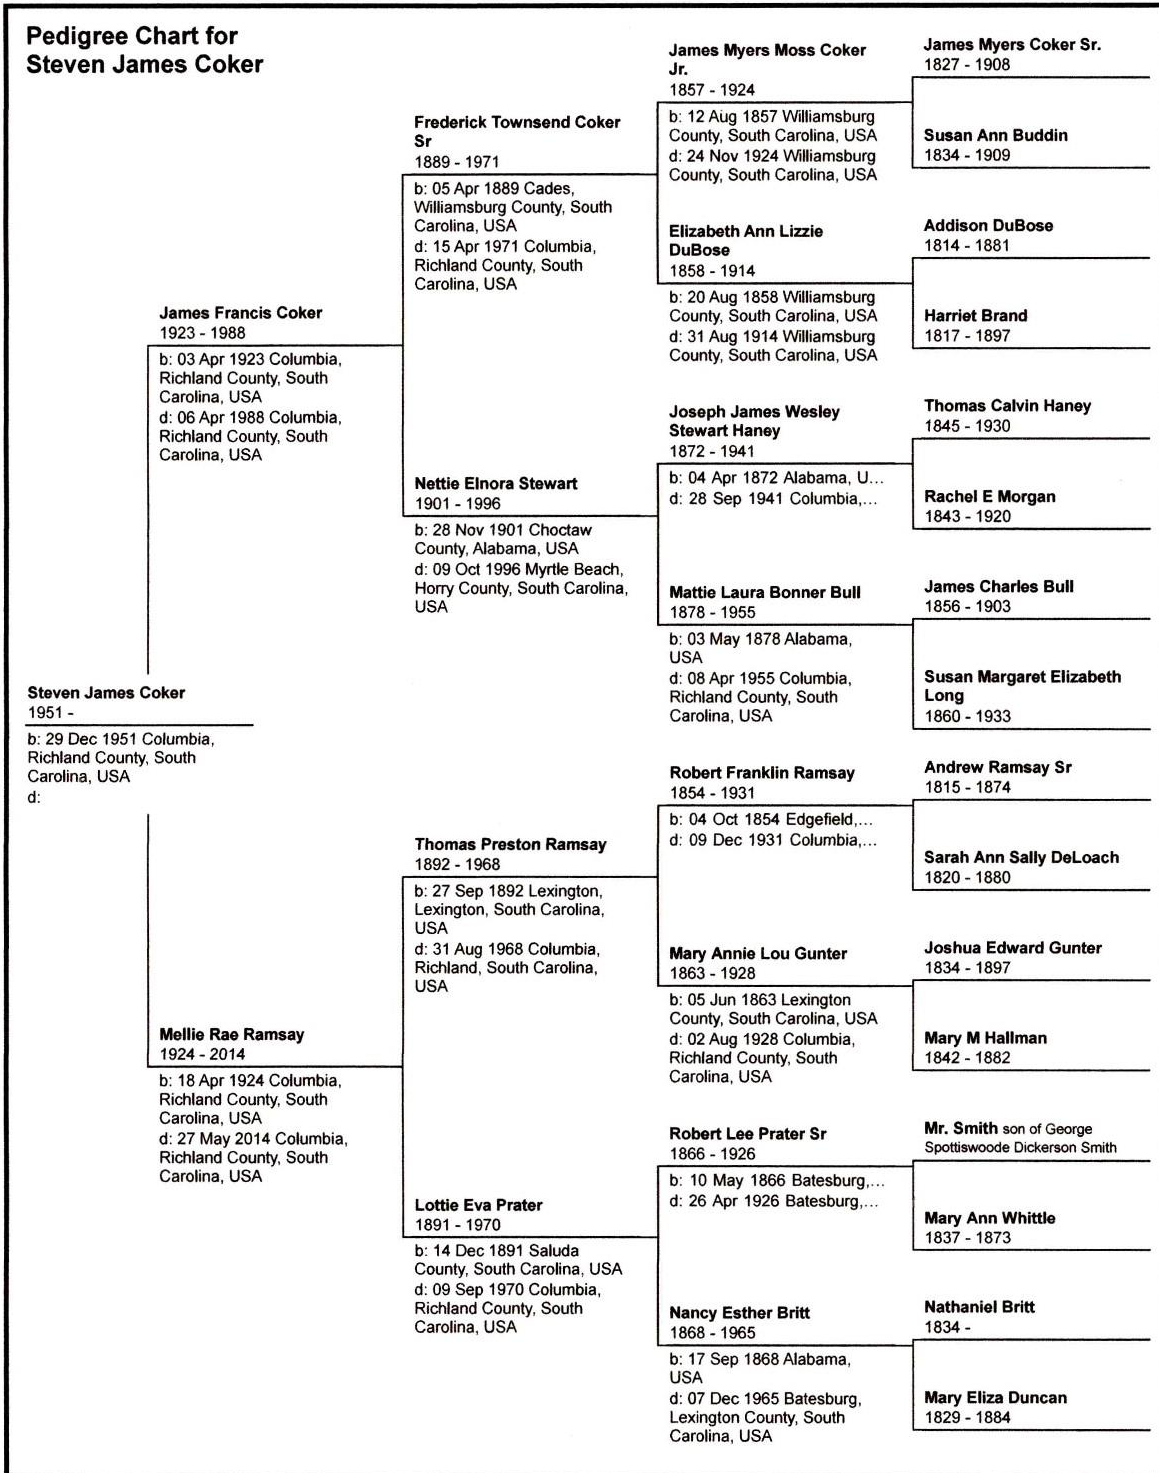 Pedigree Chart for
Steven James Coker
Steven James Coker
1951 -
b: 29 Dec 1951 Columbia,
Richland County, South
Carolina, USA
d:
James Francis Coker
1923 - 1988
b: 03 Apr 1923 Columbia,
Richland County, South
Carolina, USA
d: 06 Apr 1988 Columbia,
Richland County, South
Carolina, USA
Mellie Rae Ramsay
1924 - 2014
b: 18 Apr 1924 Columbia,
Richland County, South
Carolina, USA
d: 27 May 2014 Columbia,
Richland County, South
Carolina, USA
Frederick Townsend Coker
Sr
1889 - 1971
b: 05 Apr 1889 Cades,
Williamsburg County, South
Carolina, USA
d: 15 Apr 1971 Columbia,
Richland County, South
Carolina, USA
Nettie Elnora Stewart
1901 - 1996
b: 28 Nov 1901 Choctaw
County, Alabama, USA
d: 09 Oct 1996 Myrtle Beach,
Horry County, South Carolina,
USA
Thomas Preston Ramsay
1892 - 1968
b: 27 Sep 1892 Lexington,
Lexington, South Carolina,
USA
d: 31 Aug 1968 Columbia,
Richland, South Carolina,
USA
Lottie Eva Prater
1891 - 1970
b: 14 Dec 1891 Saluda
County, South Carolina, USA
d: 09 Sep 1970 Columbia,
Richland County, South
Carolina, USA
James Myers Moss Coker
Jr.
1857 - 1924
b: 12 Aug 1857 Williamsburg
County, South Carolina, USA
d: 24 Nov 1924 Williamsburg
County, South Carolina, USA
Elizabeth Ann Lizzie
DuBose
1858 - 1914
b: 20 Aug 1858 Williamsburg
County, South Carolina, USA
d: 31 Aug 1914 Williamsburg
County, South Carolina, USA
Joseph James Wesley
Stewart Haney
1872 - 1941
b: 04 Apr 1872 Alabama, U...
d: 28 Sep 1941 Columbia,...
Mattie Laura Bonner Bull
1878 - 1955
b: 03 May 1878 Alabama,
USA
d: 08 Apr 1955 Columbia,
Richland County, South
Carolina, USA
Robert Franklin Ramsay
1854 - 1931
b: 04 Oct 1854 Edgefield,...
d: 09 Dec 1931 Columbia,...
Mary Annie Lou Gunter
1863 - 1928
b: 05 Jun 1863 Lexington
County, South Carolina, USA
d: 02 Aug 1928 Columbia,
Richland County, South
Carolina, USA
Robert Lee Prater Sr
1866 - 1926
b: 10 May 1866 Batesburg,...
d: 26 Apr 1926 Batesburg,...
Nancy Esther Britt
1868 - 1965
b: 17 Sep 1868 Alabama,
USA
d: 07 Dec 1965 Batesburg,
Lexington County, South
Carolina, USA
James Myers Coker Sr.
1827 - 1908
Susan Ann Buddin
1834 - 1909
Addison DuBose
1814 - 1881
Harriet Brand
1817 - 1897
Thomas Calvin Haney
1845 - 1930
Rachel E Morgan
1843 - 1920
James Charles Bull
1856 - 1903
Susan Margaret Elizabeth
Long
1860 - 1933
Andrew Ramsay Sr
1815 - 1874
Sarah Ann Sally DeLoach
1820 - 1880
Joshua Edward Gunter
1834 - 1897
Mary M Hallman
1842 - 1882
Mr. Smith son of George
Spottiswoode Dickerson Smith
Mary Ann Whittle
1837 - 1873
Nathaniel Britt
1834 -
Mary Eliza Duncan
1829 - 1884